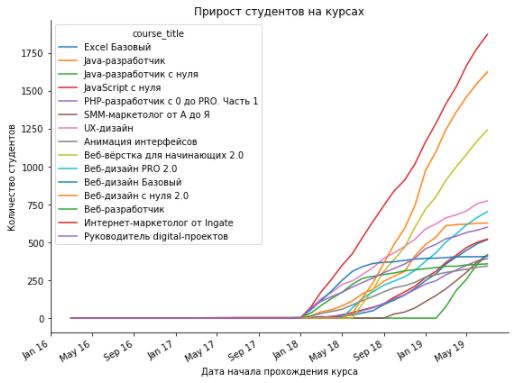 Прирост студентов на курсах
course_title
Excel Базовый
Java-разработчик
Java-разработчик с нуля
JavaScript с нуля
PHP-разработчик с 0 до PRO. Часть 1
SMM-маркетолог от А до Я
UX-дизайн
Анимация интерфейсов
Веб-вёрстка для начинающих 2.0
Веб-дизайн PRO 2.0
Веб-дизайн Базовый
Веб-дизайн с нуля 2.0
Веб-разработчик
Интернет-маркетолог от Ingate
Руководитель digital-проектов
Количество студентов
1750
1500
1250
1000
750
500
250
0
Jan 16
May 16
Sep 16
Jan 17
May 17
Sep 17
Jan 18
May 18
Sep 18
Jan 19
May 19
Дата начала прохождения курса